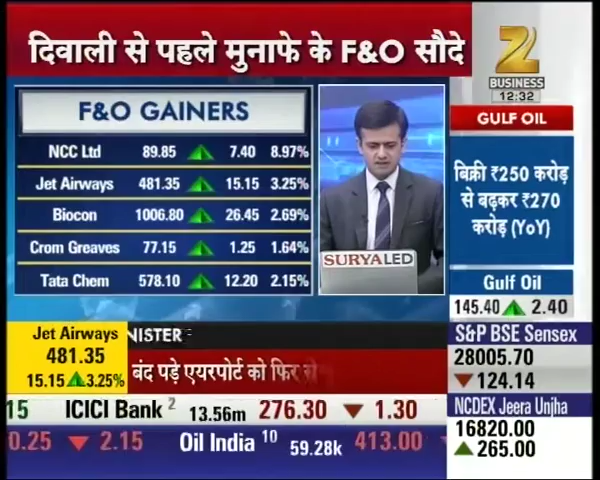 दिवाली से पहले मुनाफे के F&O सौदे
Z
BUSINESS
12:32
F&O GAINERS
NCC Ltd 89.85 7.40 8.97%
Jet Airways 481.35 15.15 3.25%
Biocon 1006.80 26.45 2.69%
Crom Greaves 77.15 1.25 1.64%
Tata Chem 578.10 12.20 2.15%
SURYA LED
GULF OIL
बिक्री ₹250 करोड़
से बढ़कर ₹270
करोड़ (YoY)
Gulf Oil
145.40 2.40
Jet Airways
481.35
15.15 3.25%
NISTER
बंद पड़े एयरपोर्ट को फिर
S&P BSE Sensex
28005.70
124.14
NCDEX Jeera Unjha
16820.00
265.00
15 ICICI Bank 2 13.56m 276.30 1.30
0.25 2.15 Oil India 10 59.28k 413.00